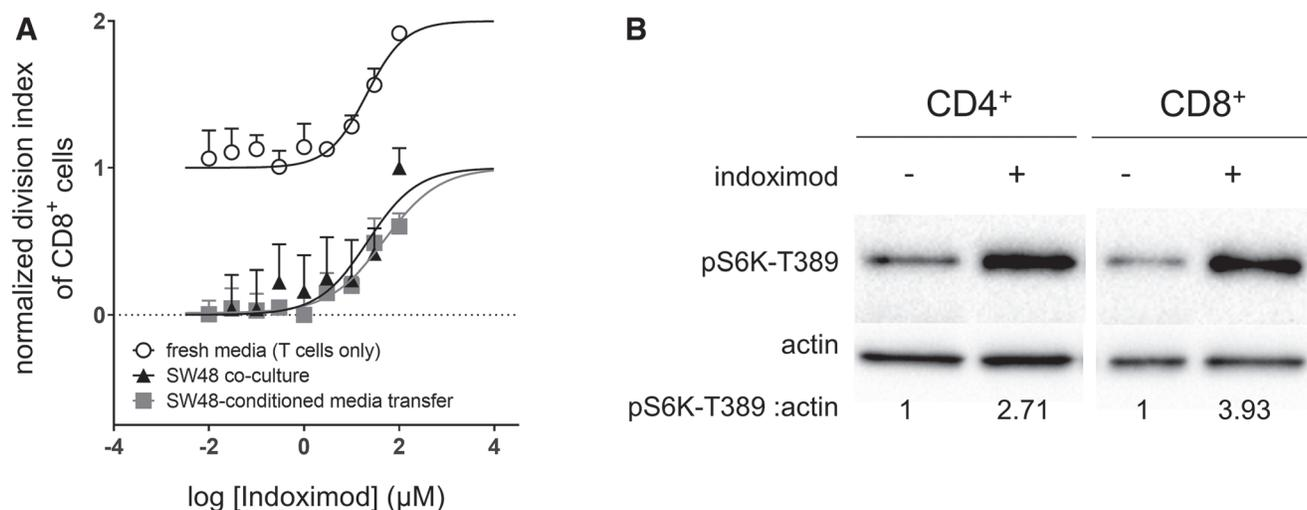 A
normalized division index
of CD8⁺ cells
2
1
0
fresh media (T cells only)
SW48 co-culture
SW48-conditioned media transfer
-4 -2 0 2 4
log [Indoximod] (µM)
B
CD4⁺ CD8⁺
indoximod - + - +
pS6K-T389
actin
pS6K-T389 :actin 1 2.71 1 3.93